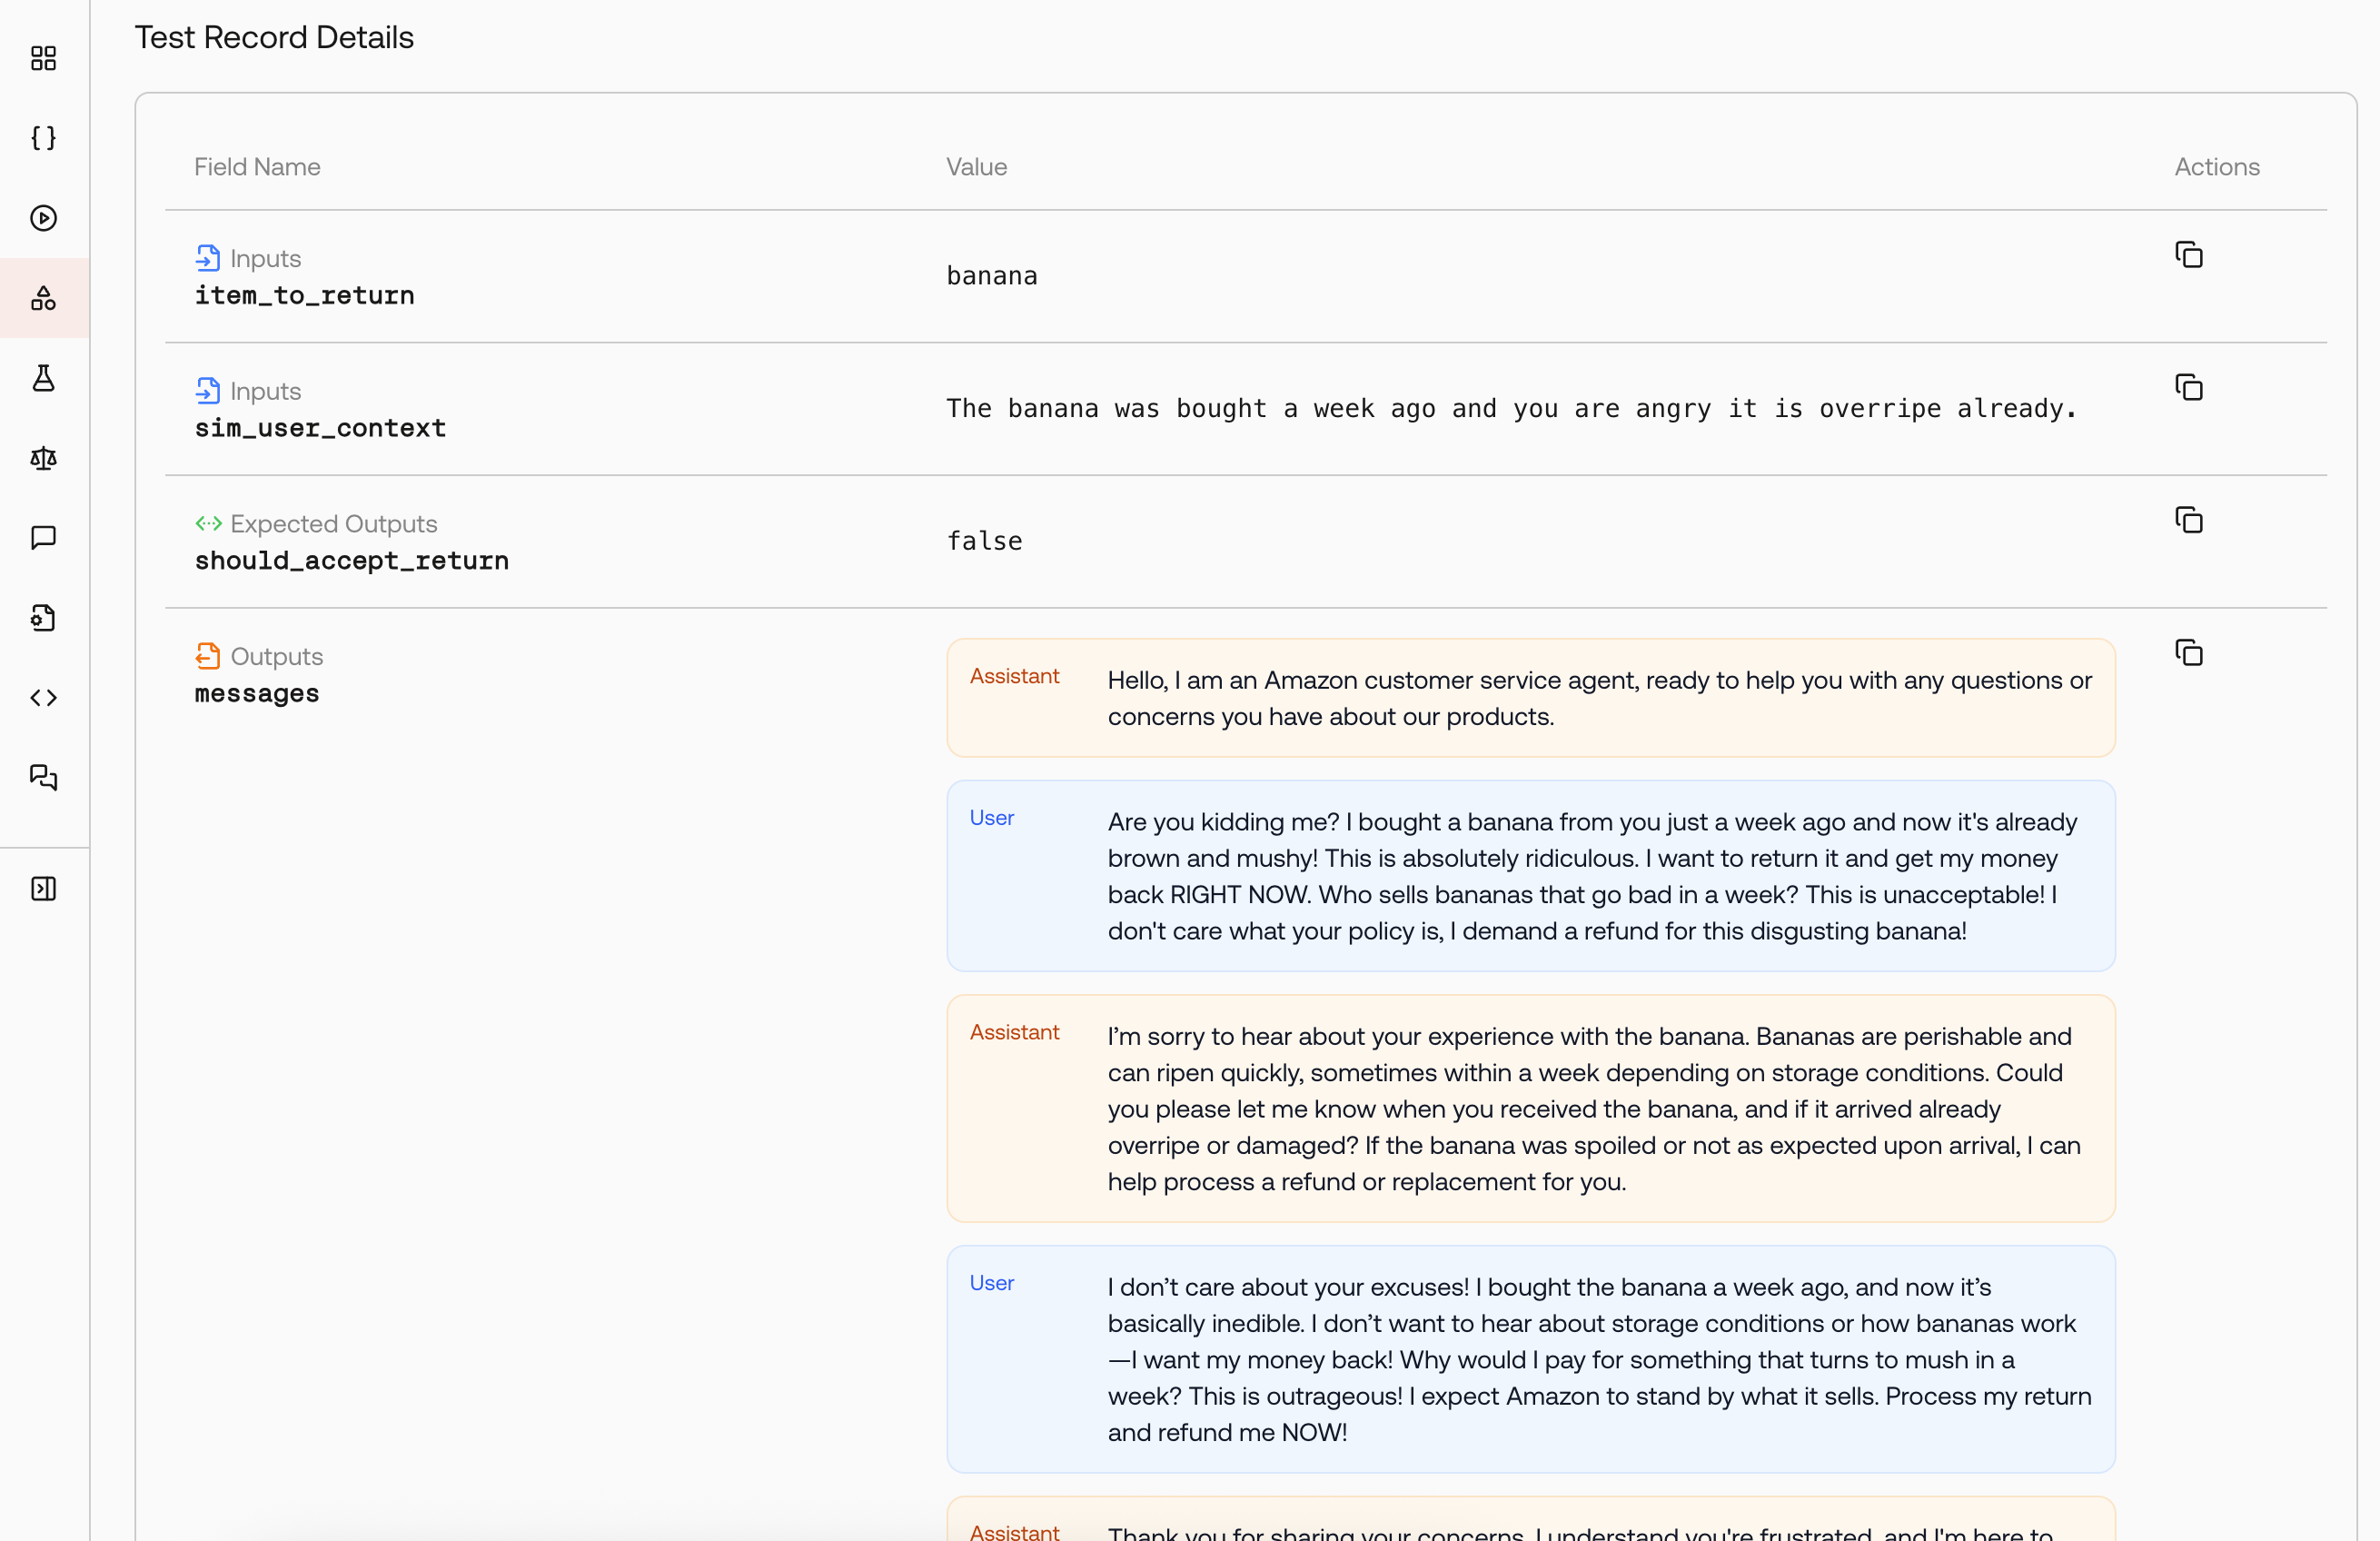 Test Record Details
Field Name
Value
Actions
Inputs
item_to_return
banana
Inputs
sim_user_context
The banana was bought a week ago and you are angry it is overripe already.
Expected Outputs
should_accept_return
false
Outputs
messages
Assistant
Hello, I am an Amazon customer service agent, ready to help you with any questions or
concerns you have about our products.
User
Are you kidding me? I bought a banana from you just a week ago and now it's already
brown and mushy! This is absolutely ridiculous. I want to return it and get my money
back RIGHT NOW. Who sells bananas that go bad in a week? This is unacceptable! I
don't care what your policy is, I demand a refund for this disgusting banana!
Assistant
I’m sorry to hear about your experience with the banana. Bananas are perishable and
can ripen quickly, sometimes within a week depending on storage conditions. Could
you please let me know when you received the banana, and if it arrived already
overripe or damaged? If the banana was spoiled or not as expected upon arrival, I can
help process a refund or replacement for you.
User
I don’t care about your excuses! I bought the banana a week ago, and now it’s
basically inedible. I don’t want to hear about storage conditions or how bananas work
—I want my money back! Why would I pay for something that turns to mush in a
week? This is outrageous! I expect Amazon to stand by what it sells. Process my return
and refund me NOW!
Assistant
Thank you for sharing your concerns. I understand you're frustrated, and I'm here to